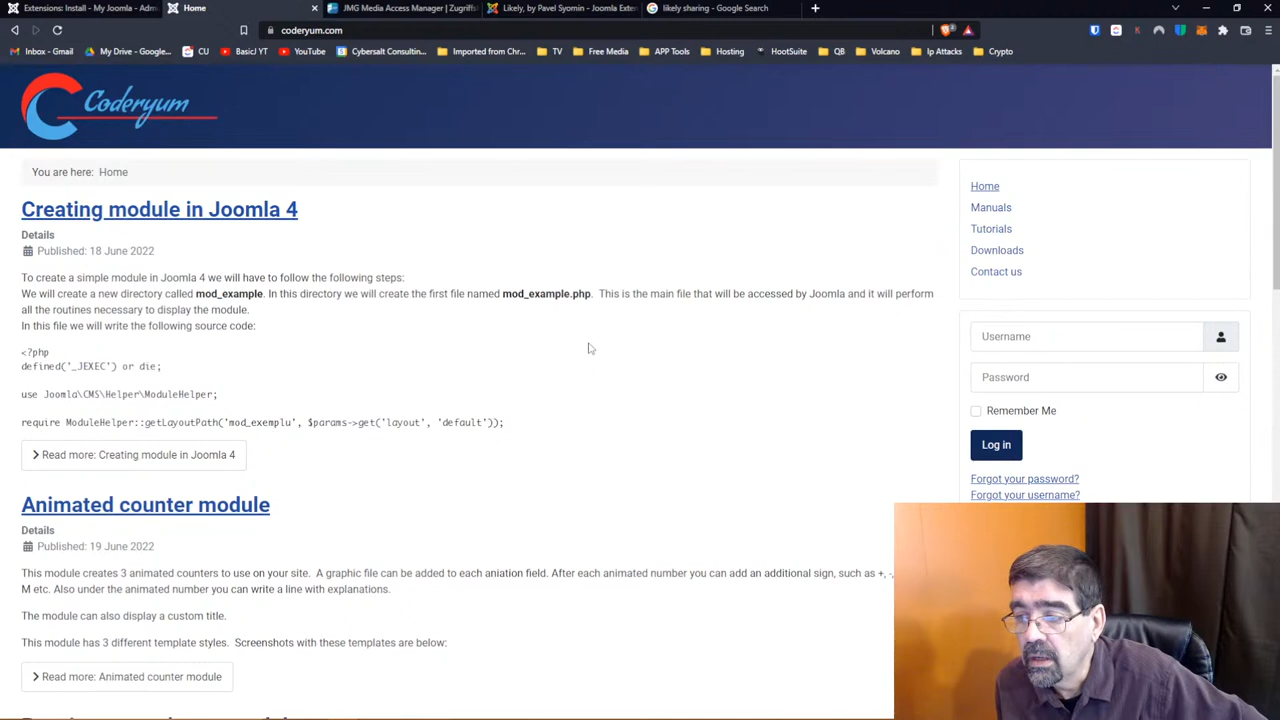 Extensions: Install - My Joomla - Adm
Home
JMG Media Access Manager | Zugriffs
Likely, by Pavel Syomin - Joomla Exte
likely sharing - Google Search
coderyum.com
Inbox - Gmail
My Drive - Google...
CU
BasicJ YT
YouTube
Cybersalt Consulting...
Imported from Chr...
TV
Free Media
APP Tools
Hosting
HootSuite
QB
Volcano
Ip Attacks
Crypto
Coderyum
You are here: Home
Creating module in Joomla 4
Details
Published: 18 June 2022
To create a simple module in Joomla 4 we will have to follow the following steps:
We will create a new directory called mod_example. In this directory we will create the first file named mod_example.php. This is the main file that will be accessed by Joomla and it will perform
all the routines necessary to display the module.
In this file we will write the following source code:
<?php
defined('_JEXEC') or die;
use Joomla\CMS\Helper\ModuleHelper;
require ModuleHelper::getLayoutPath('mod_exemplu', $params->get('layout', 'default'));
Read more: Creating module in Joomla 4
Animated counter module
Details
Published: 19 June 2022
This module creates 3 animated counters to use on your site. A graphic file can be added to each aniation field. After each animated number you can add an additional sign, such as +, -,
M etc. Also under the animated number you can write a line with explanations.
The module can also display a custom title.
This module has 3 different template styles. Screenshots with these templates are below:
Read more: Animated counter module
Home
Manuals
Tutorials
Downloads
Contact us
Username
Password
Remember Me
Log in
Forgot your password?
Forgot your username?